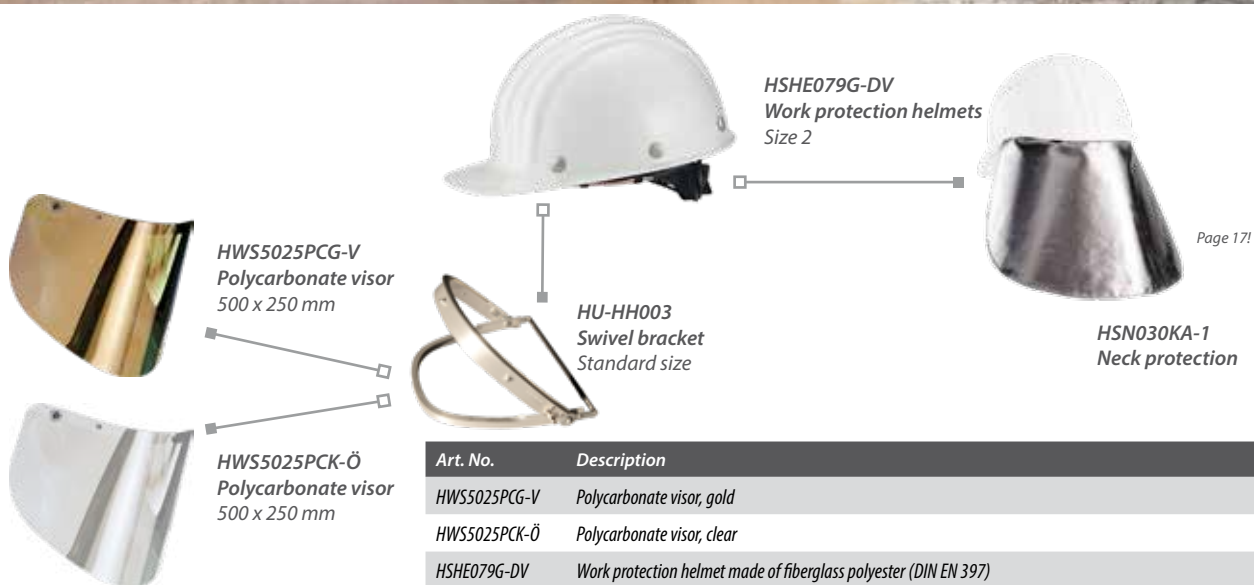 HSHE079G-DV
Work protection helmets
Size 2
Page 17!
HWS5025PCG-V
Polycarbonate visor
500 x 250 mm
HU-HH003
Swivel bracket
Standard size
HSN030KA-1
Neck protection
HWS5025PCK-Ö
Polycarbonate visor
500 x 250 mm
Art. No. Description
HWS5025PCG-V Polycarbonate visor, gold
HWS5025PCK-Ö Polycarbonate visor, clear
HSHE079G-DV Work protection helmet made of fiberglass polyester (DIN EN 397)